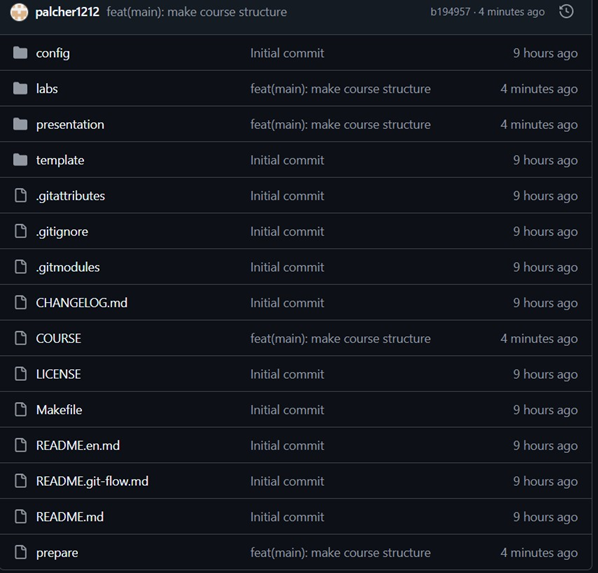 palcher1212 feat(main): make course structure b194957 · 4 minutes ago
config Initial commit 9 hours ago
labs feat(main): make course structure 4 minutes ago
presentation feat(main): make course structure 4 minutes ago
template Initial commit 9 hours ago
.gitattributes Initial commit 9 hours ago
.gitignore Initial commit 9 hours ago
.gitmodules Initial commit 9 hours ago
CHANGELOG.md Initial commit 9 hours ago
COURSE feat(main): make course structure 4 minutes ago
LICENSE Initial commit 9 hours ago
Makefile Initial commit 9 hours ago
README.en.md Initial commit 9 hours ago
README.git-flow.md Initial commit 9 hours ago
README.md Initial commit 9 hours ago
prepare feat(main): make course structure 4 minutes ago